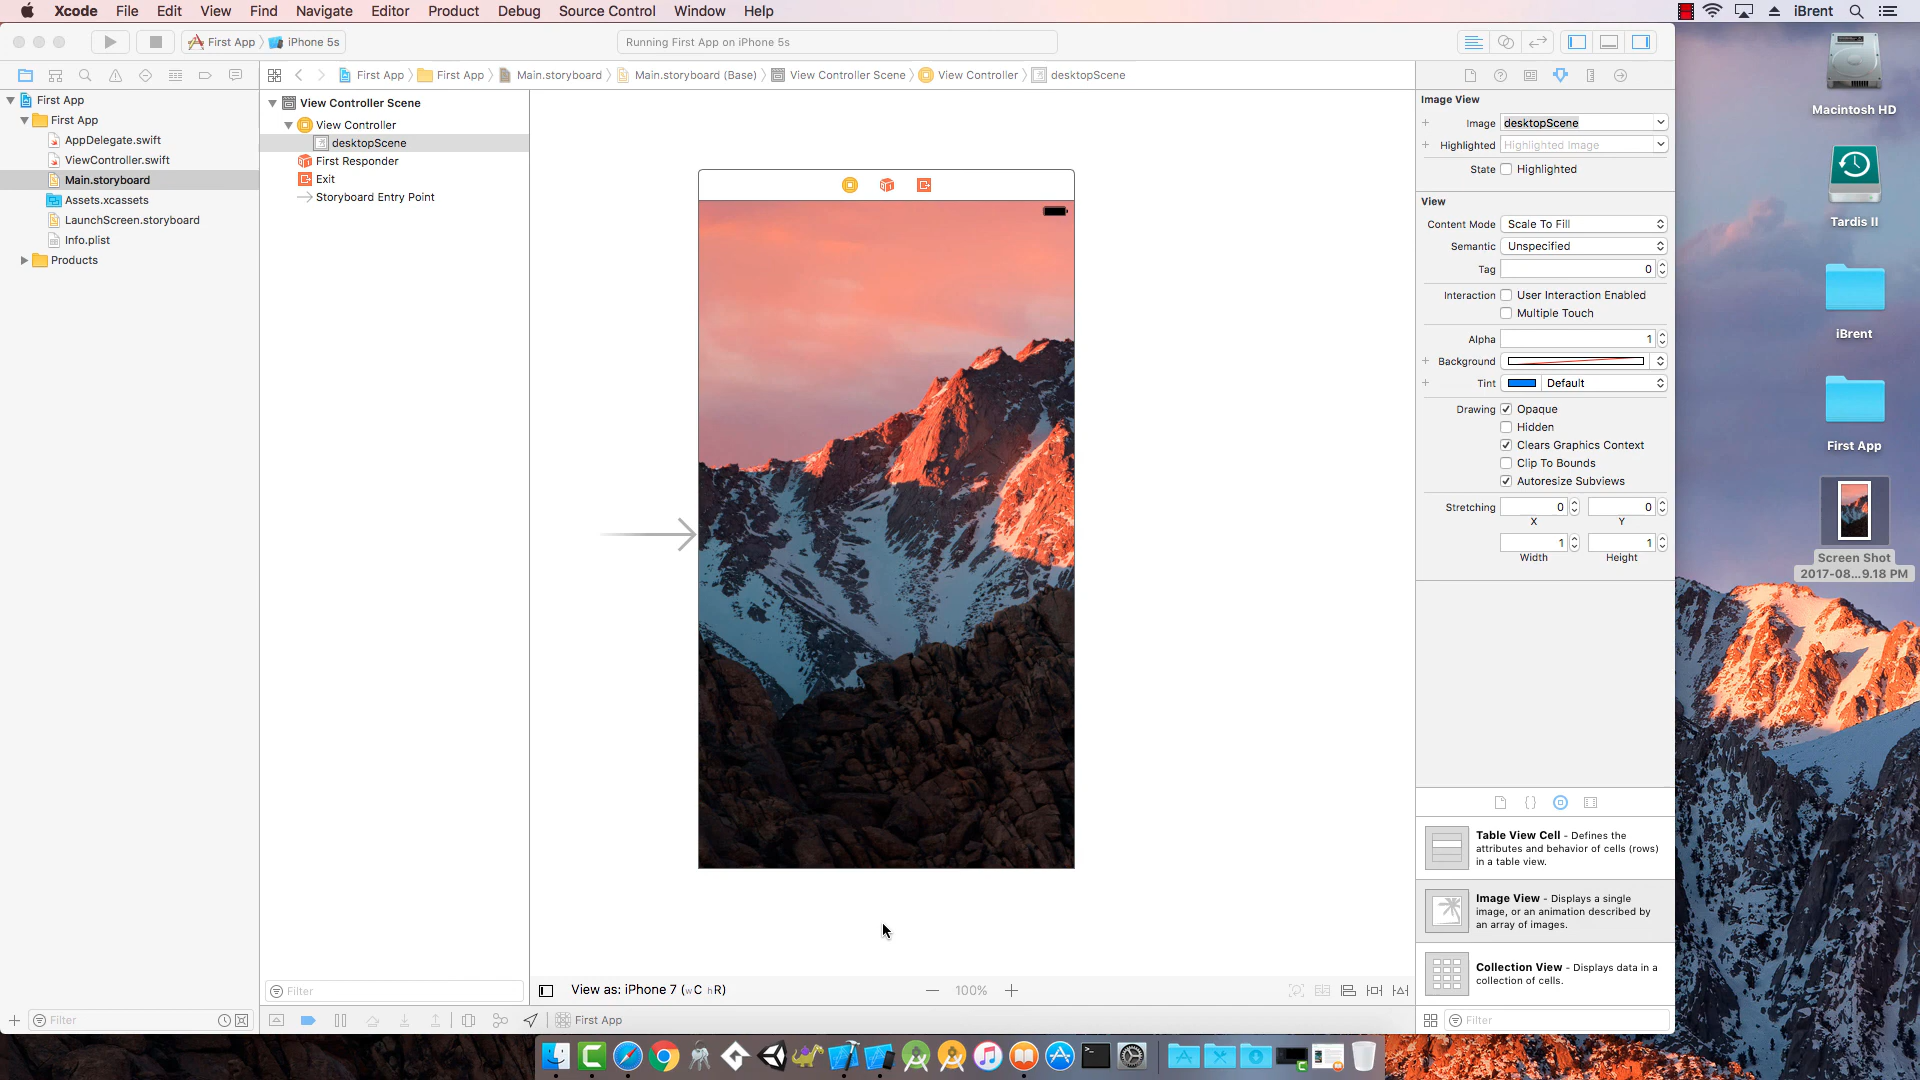 Xcode File Edit View Find Navigate Editor Product Debug Source Control Window Help
iBrent
First App iPhone 5s
Running First App on iPhone 5s
First App First App Main.storyboard Main.storyboard (Base) View Controller Scene View Controller desktopScene
First App
First App
AppDelegate.swift
ViewController.swift
Main.storyboard
Assets.xcassets
LaunchScreen.storyboard
Info.plist
Products
View Controller Scene
View Controller
desktopScene
First Responder
Exit
Storyboard Entry Point
Image View
Image desktopScene
Highlighted Highlighted Image
State Highlighted
View
Content Mode Scale To Fill
Semantic Unspecified
Tag 0
Interaction User Interaction Enabled
Multiple Touch
Alpha 1
Background
Tint Default
Drawing Opaque
Hidden
Clears Graphics Context
Clip To Bounds
Autoresize Subviews
Stretching 0 0
X Y
1 1
Width Height
Table View Cell - Defines the
attributes and behavior of cells (rows)
in a table view.
Image View - Displays a single
image, or an animation described by
an array of images.
Collection View - Displays data in a
collection of cells.
Filter
Filter
View as: iPhone 7 (wC hR)
100%
Filter
First App
Macintosh HD
Tardis II
iBrent
First App
Screen Shot
2017-08...9.18 PM